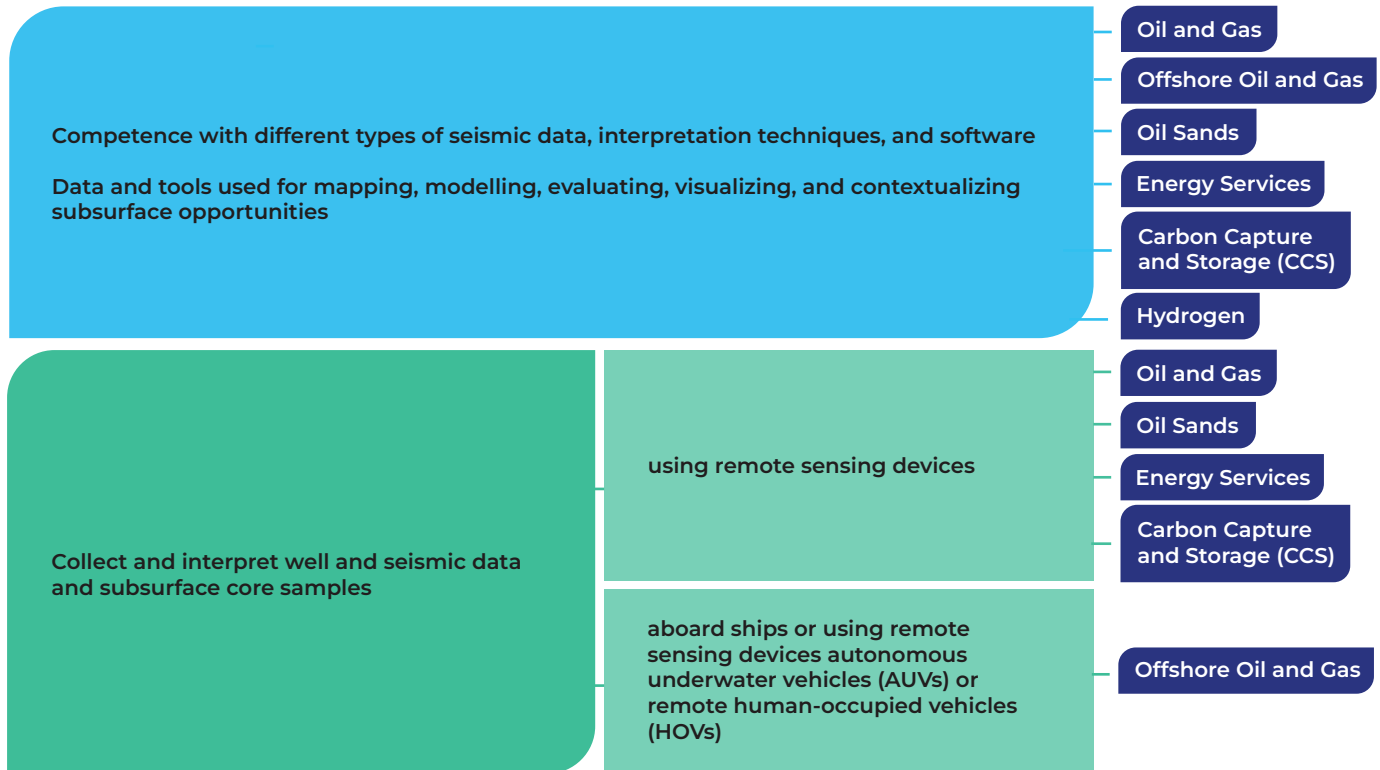 Competence with different types of seismic data, interpretation techniques, and software
Data and tools used for mapping, modelling, evaluating, visualizing, and contextualizing
subsurface opportunities
Oil and Gas
Offshore Oil and Gas
Oil Sands
Energy Services
Carbon Capture
and Storage (CCS)
Hydrogen
Collect and interpret well and seismic data
and subsurface core samples
using remote sensing devices
Oil and Gas
Oil Sands
Energy Services
Carbon Capture
and Storage (CCS)
aboard ships or using remote
sensing devices autonomous
underwater vehicles (AUVs) or
remote human-occupied vehicles
(HOVs)
Offshore Oil and Gas